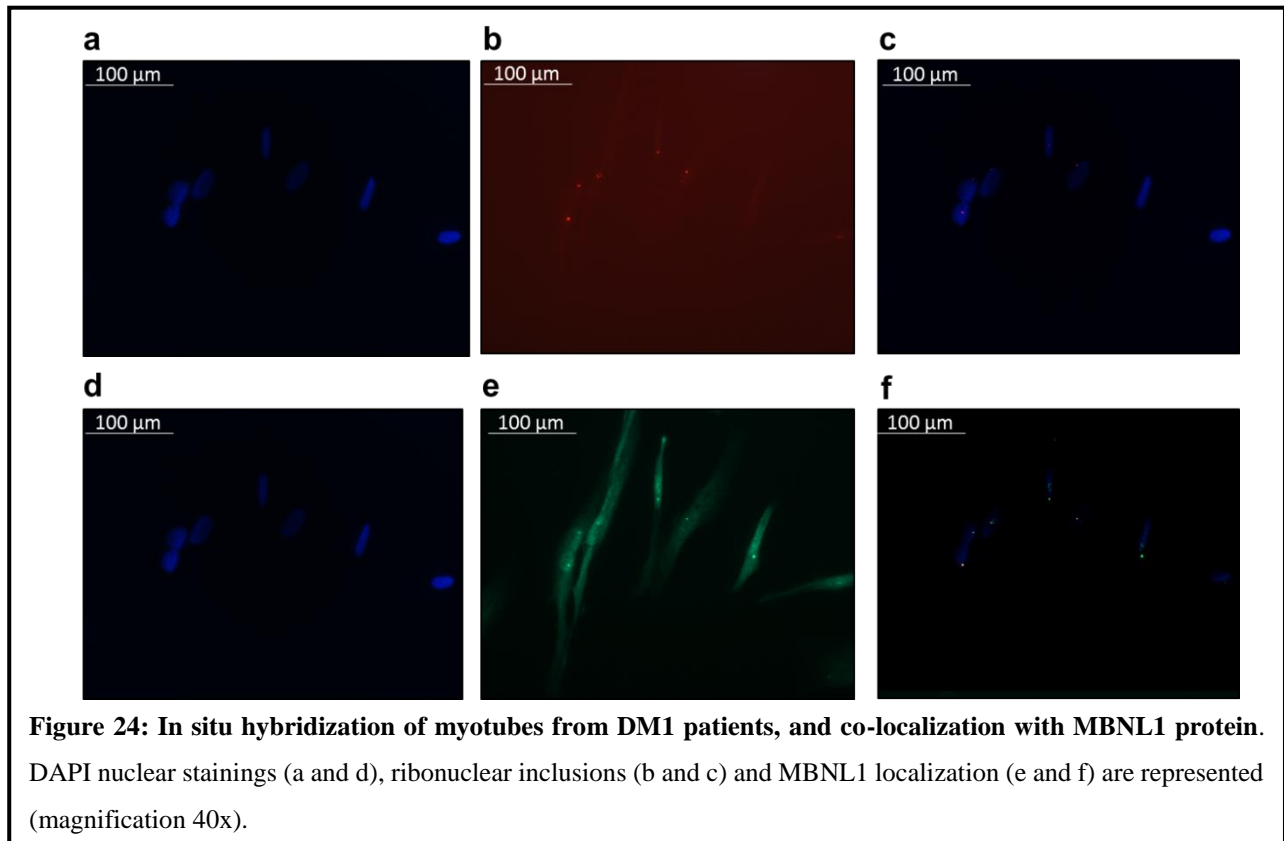 a b c
100 µm 100 µm 100 µm
d e f
100 µm 100 µm 100 µm
Figure 24: In situ hybridization of myotubes from DM1 patients, and co-localization with MBNL1 protein.
DAPI nuclear stainings (a and d), ribonuclear inclusions (b and c) and MBNL1 localization (e and f) are represented
(magnification 40x).